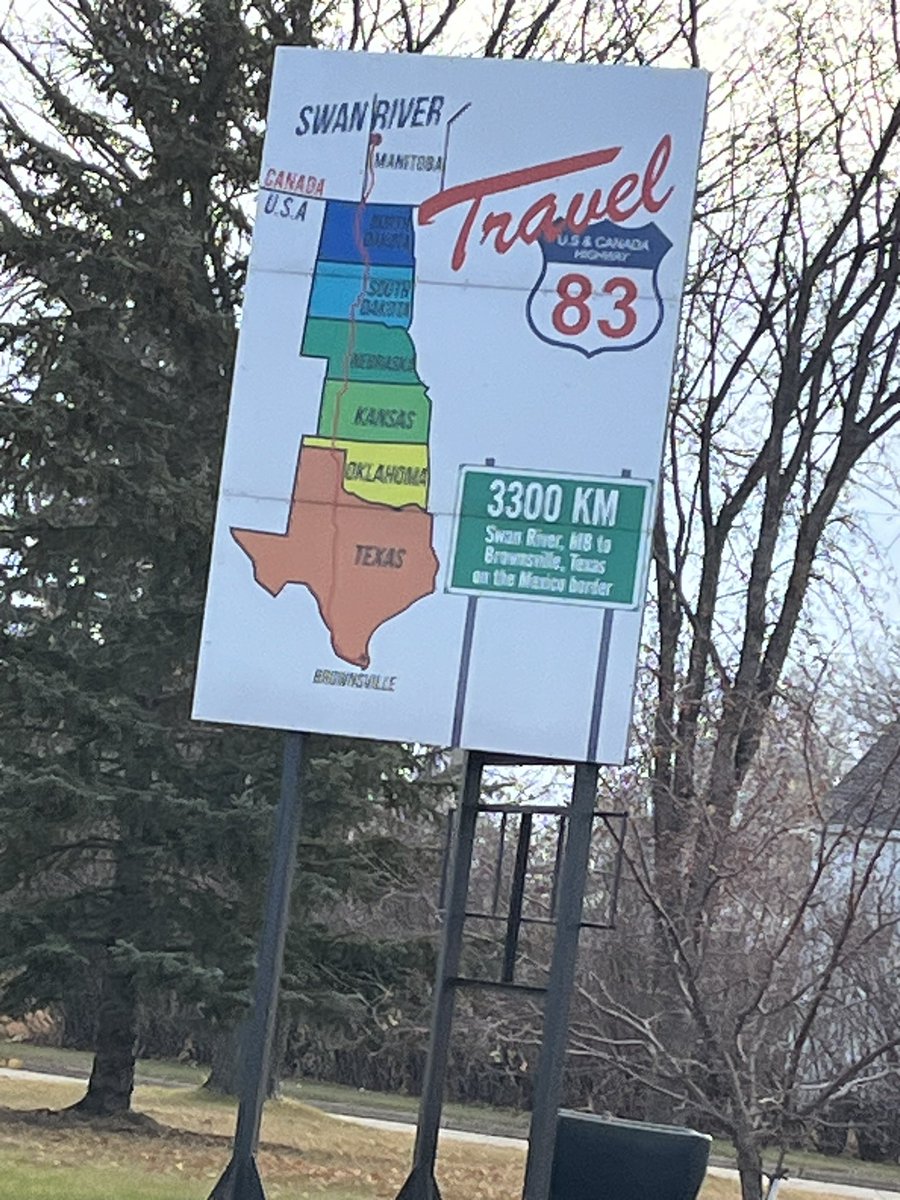 SWAN RIVER
MANITOBA
CANADA
U.S.A
Travel
U.S & CANADA
HIGHWAY
83
NORTH
DAKOTA
SOUTH
DAKOTA
NEBRASKA
KANSAS
OKLAHOMA
TEXAS
BROWNSVILLE
3300 KM
Swan River, MB to
Brownsville, Texas
on the Mexico border